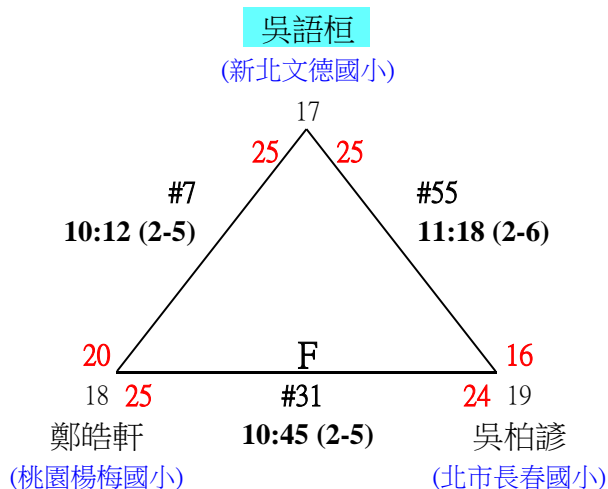 吳語桓
(新北文德國小)
17
25 25
#7 #55
10:12 (2-5) 11:18 (2-6)
20 F 16
18 25 #31 24 19
鄭皓軒 10:45 (2-5) 吳柏諺
(桃園楊梅國小) (北市長春國小)